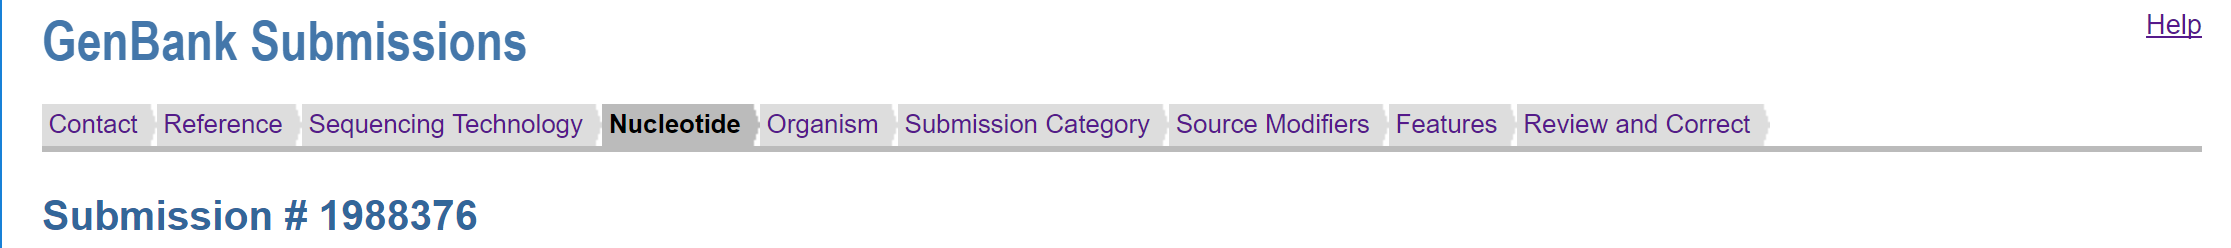 GenBank Submissions
Help
Contact Reference Sequencing Technology Nucleotide Organism Submission Category Source Modifiers Features Review and Correct
Submission # 1988376